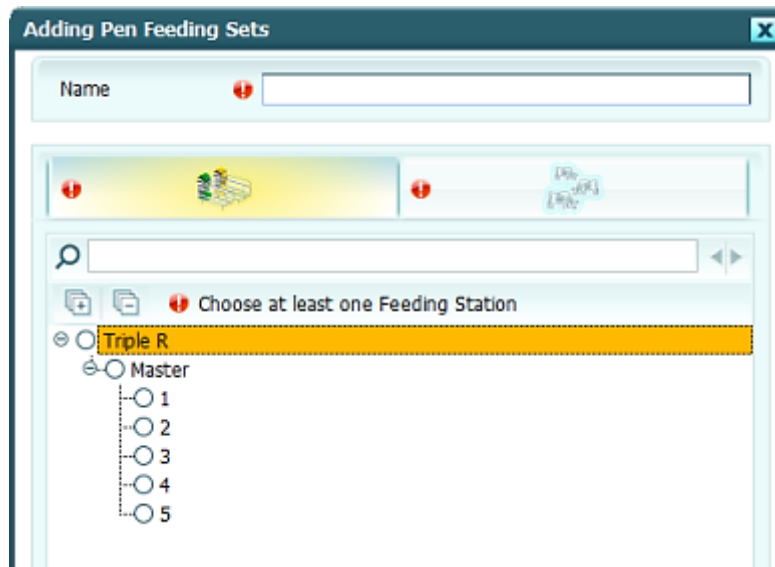 Adding Pen Feeding Sets
Name
Choose at least one Feeding Station
Triple R
Master
1
2
3
4
5